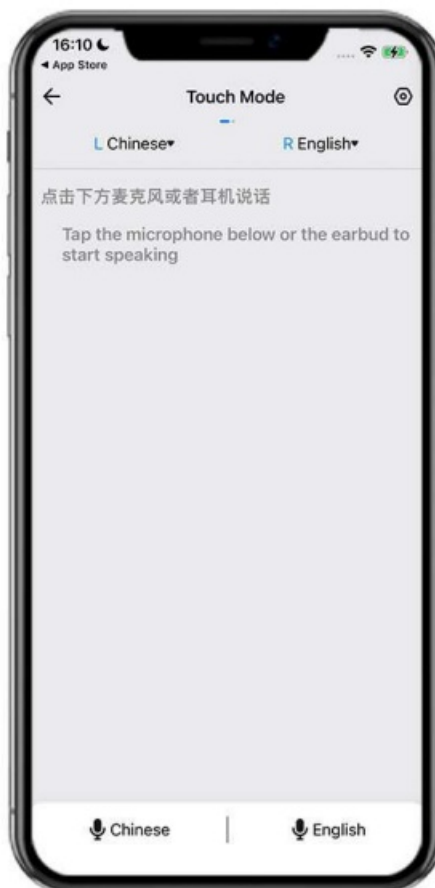 16:10
◀ App Store
Touch Mode
L Chinese▾ R English▾
点击下方麦克风或者耳机说话
Tap the microphone below or the earbud to
start speaking
Chinese | English